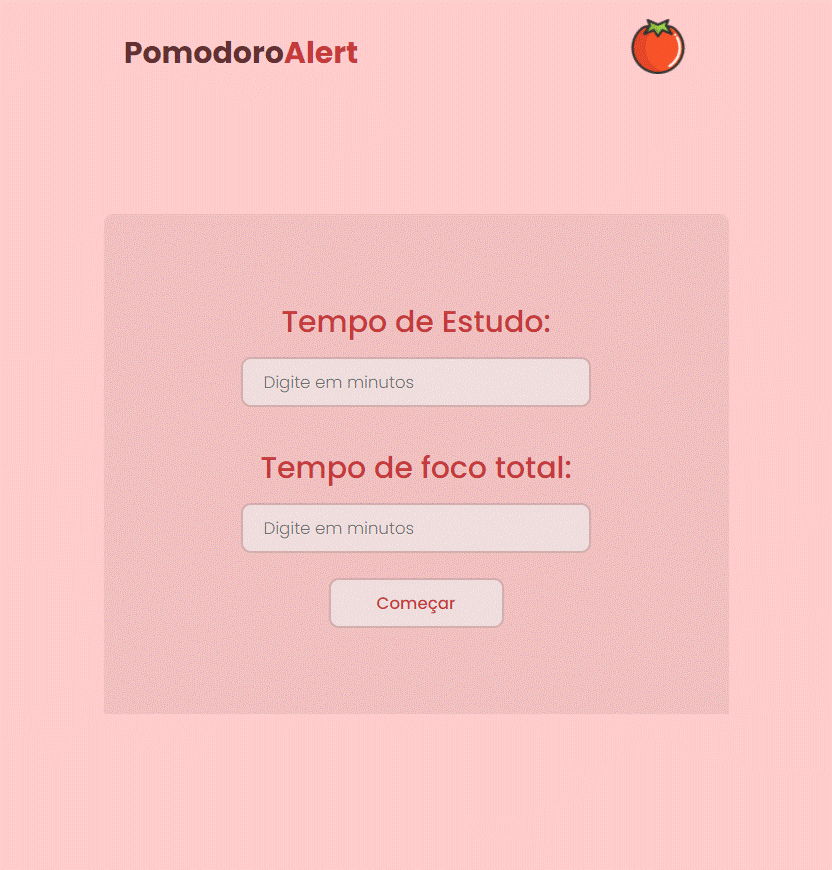 PomodoroAlert
Tempo de Estudo:
Digite em minutos
Tempo de foco total:
Digite em minutos
Começar